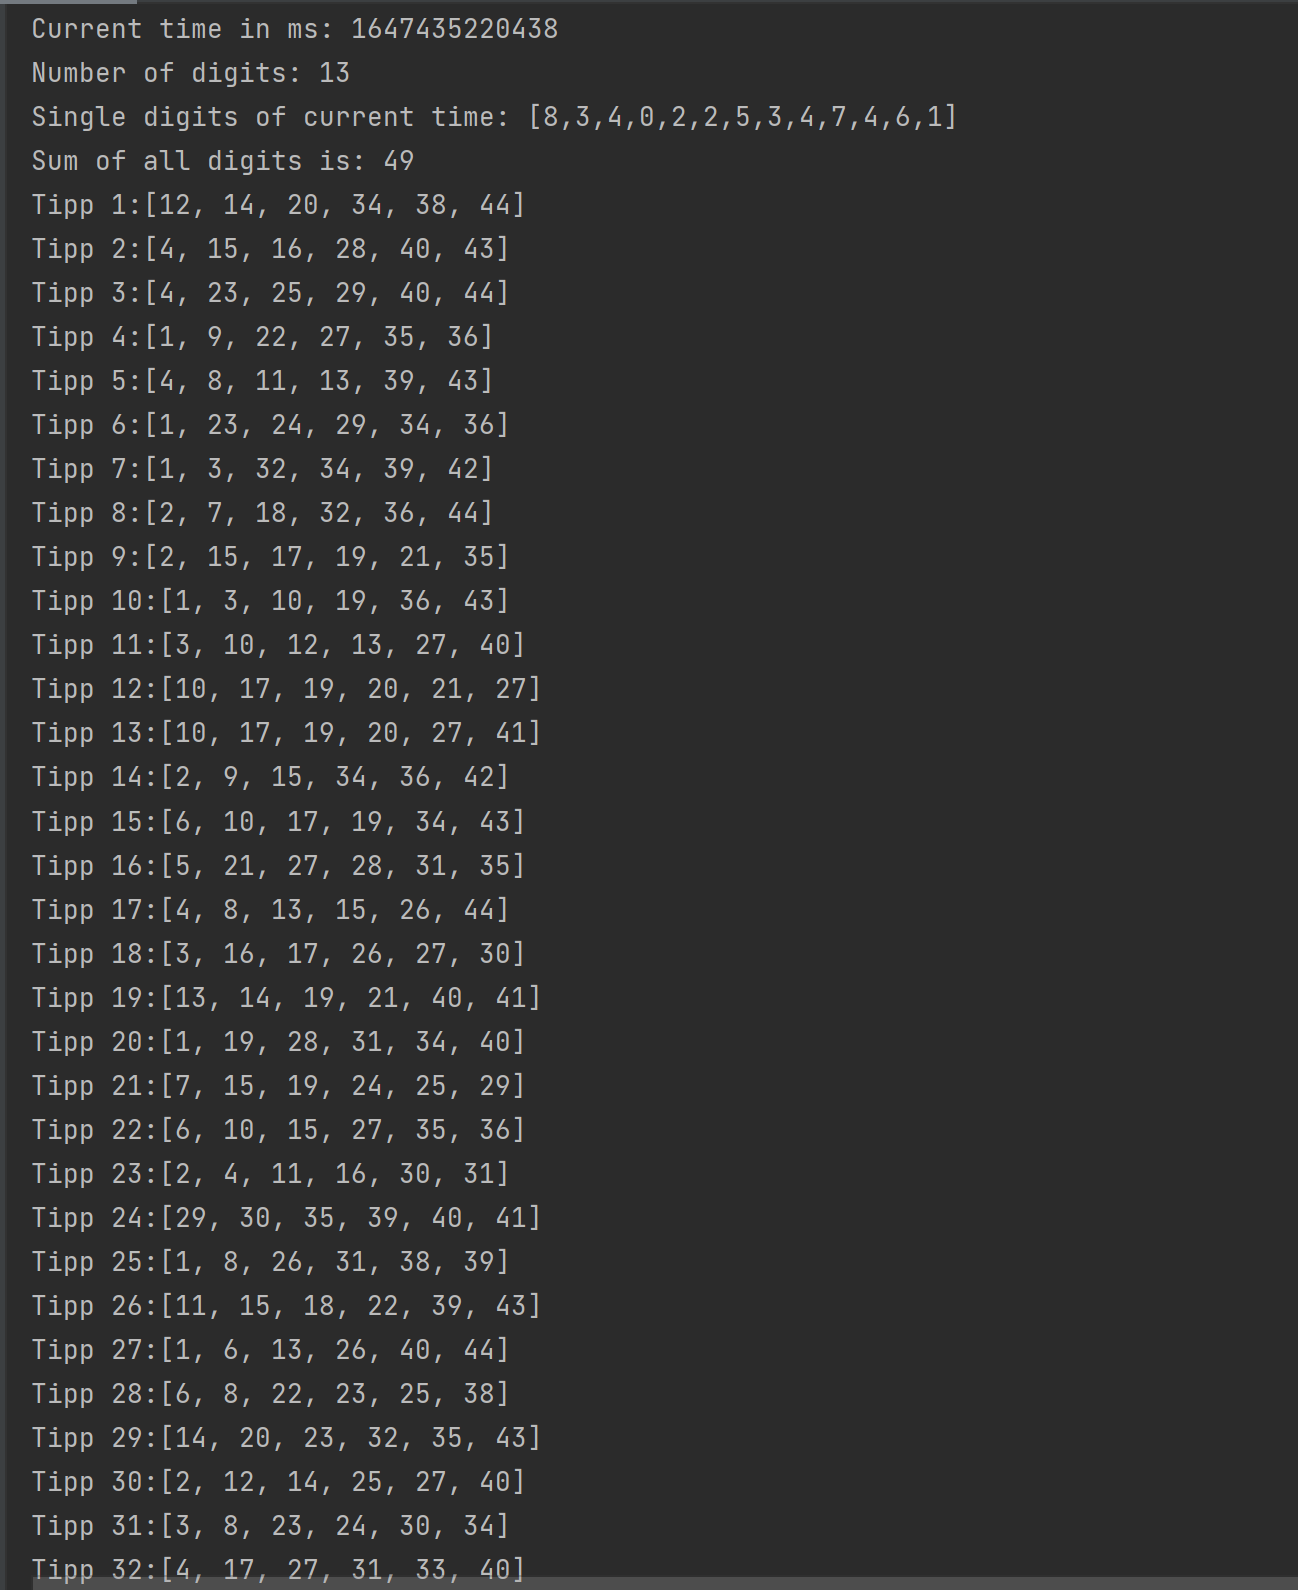 Current time in ms: 1647435220438
Number of digits: 13
Single digits of current time: [8,3,4,0,2,2,5,3,4,7,4,6,1]
Sum of all digits is: 49
Tipp 1:[12, 14, 20, 34, 38, 44]
Tipp 2:[4, 15, 16, 28, 40, 43]
Tipp 3:[4, 23, 25, 29, 40, 44]
Tipp 4:[1, 9, 22, 27, 35, 36]
Tipp 5:[4, 8, 11, 13, 39, 43]
Tipp 6:[1, 23, 24, 29, 34, 36]
Tipp 7:[1, 3, 32, 34, 39, 42]
Tipp 8:[2, 7, 18, 32, 36, 44]
Tipp 9:[2, 15, 17, 19, 21, 35]
Tipp 10:[1, 3, 10, 19, 36, 43]
Tipp 11:[3, 10, 12, 13, 27, 40]
Tipp 12:[10, 17, 19, 20, 21, 27]
Tipp 13:[10, 17, 19, 20, 27, 41]
Tipp 14:[2, 9, 15, 34, 36, 42]
Tipp 15:[6, 10, 17, 19, 34, 43]
Tipp 16:[5, 21, 27, 28, 31, 35]
Tipp 17:[4, 8, 13, 15, 26, 44]
Tipp 18:[3, 16, 17, 26, 27, 30]
Tipp 19:[13, 14, 19, 21, 40, 41]
Tipp 20:[1, 19, 28, 31, 34, 40]
Tipp 21:[7, 15, 19, 24, 25, 29]
Tipp 22:[6, 10, 15, 27, 35, 36]
Tipp 23:[2, 4, 11, 16, 30, 31]
Tipp 24:[29, 30, 35, 39, 40, 41]
Tipp 25:[1, 8, 26, 31, 38, 39]
Tipp 26:[11, 15, 18, 22, 39, 43]
Tipp 27:[1, 6, 13, 26, 40, 44]
Tipp 28:[6, 8, 22, 23, 25, 38]
Tipp 29:[14, 20, 23, 32, 35, 43]
Tipp 30:[2, 12, 14, 25, 27, 40]
Tipp 31:[3, 8, 23, 24, 30, 34]
Tipp 32:[4, 17, 27, 31, 33, 40]